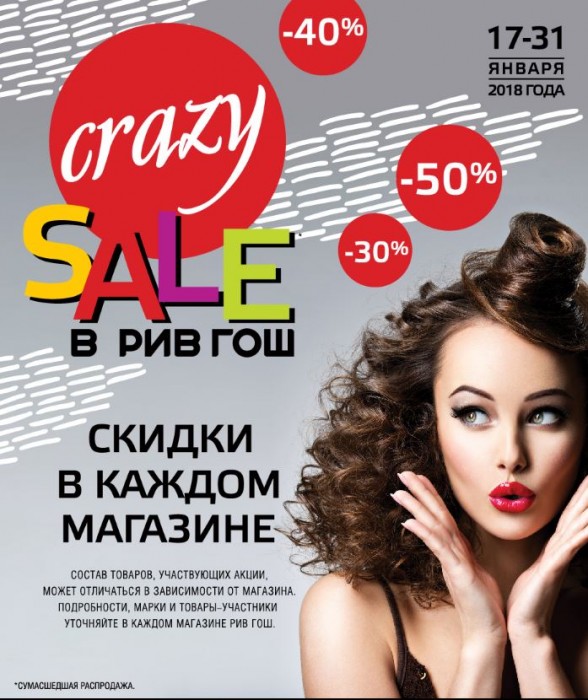 -40%
17-31
ЯНВАРЯ
2018 ГОДА
crazy
-50%
SALE
-30%
В РИВ ГОШ
СКИДКИ
В КАЖДОМ
МАГАЗИНЕ
СОСТАВ ТОВАРОВ, УЧАСТВУЮЩИХ АКЦИИ,
МОЖЕТ ОТЛИЧАТЬСЯ В ЗАВИСИМОСТИ ОТ МАГАЗИНА.
ПОДРОБНОСТИ, МАРКИ И ТОВАРЫ-УЧАСТНИКИ
УТОЧНЯЙТЕ В КАЖДОМ МАГАЗИНЕ РИВ ГОШ.
*СУМАСШЕДШАЯ РАСПРОДАЖА.